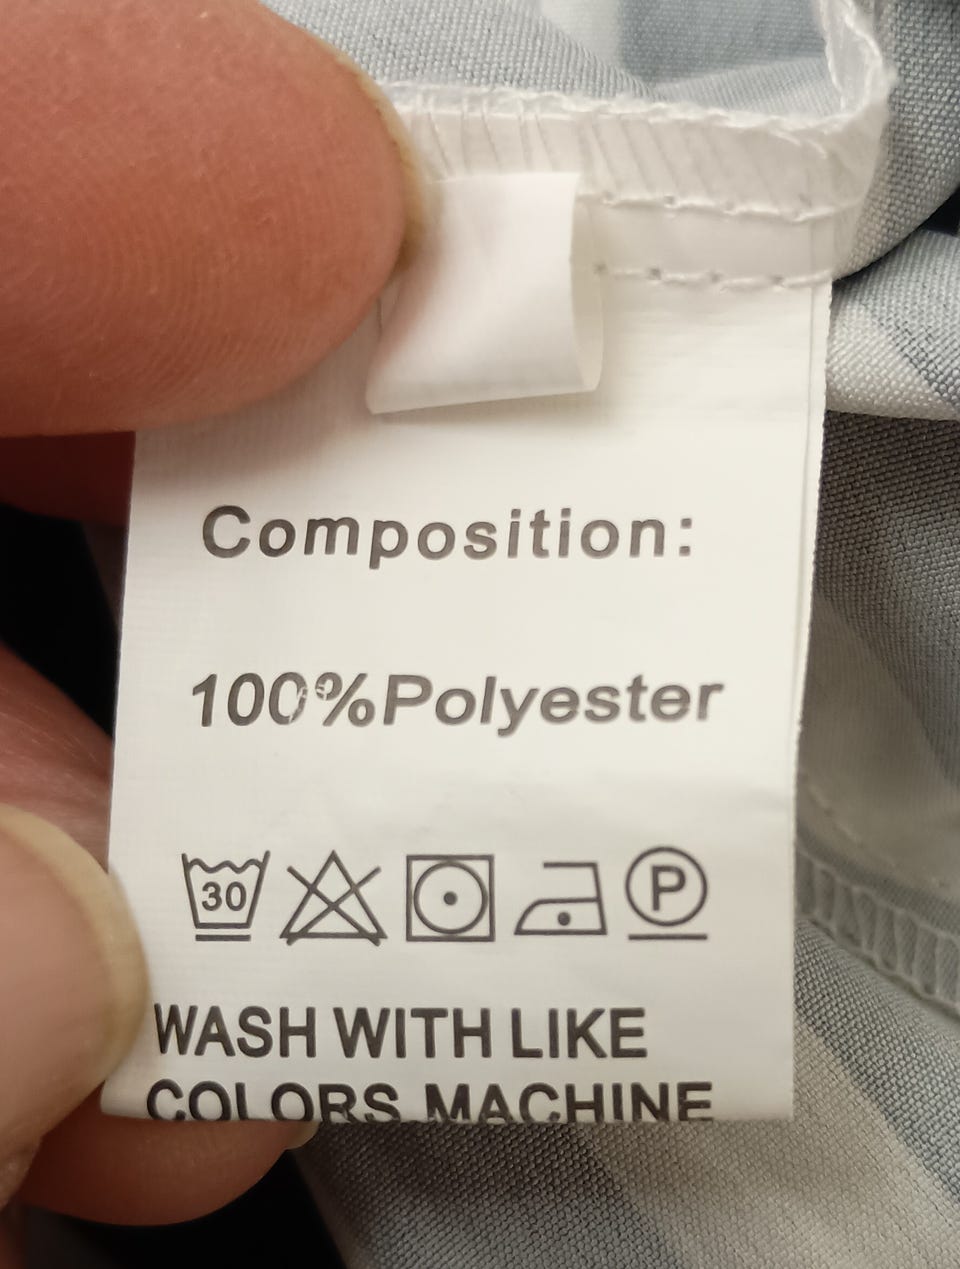 Composition:
100%Polyester
30 P
WASH WITH LIKE
COLORS MACHINE